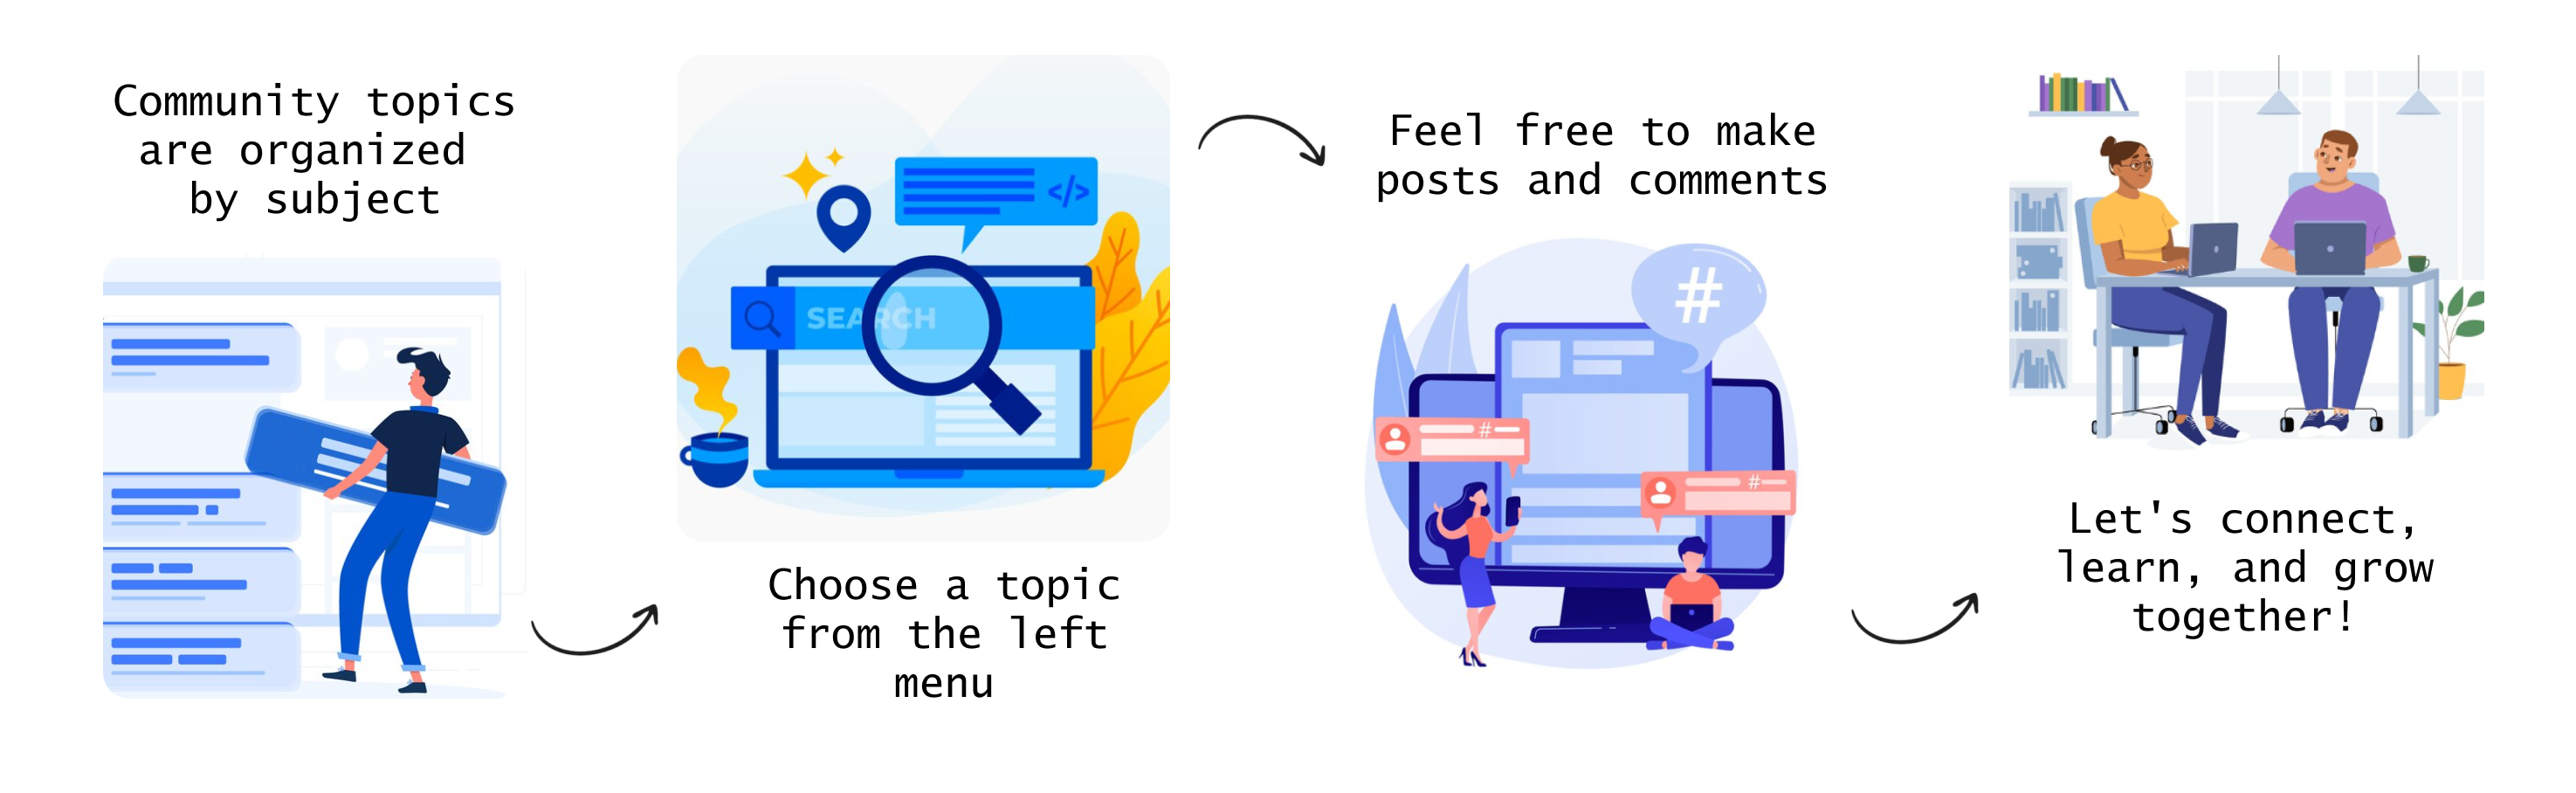 Community topics
are organized
by subject
</>
SEARCH
Choose a topic
from the left
menu
Feel free to make
posts and comments
#
#
#
Let's connect,
learn, and grow
together!